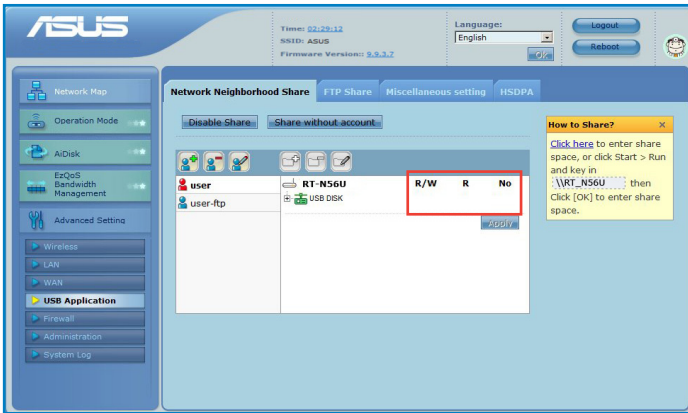 ASUS
Time: 02:29:12
SSID: ASUS
Firmware Version:: 9.9.3.7
Language:
English
OK
Logout
Reboot
Network Map
Operation Mode
AiDisk
EzQoS
Bandwidth
Management
Advanced Setting
Wireless
LAN
WAN
USB Application
Firewall
Administration
System Log
Network Neighborhood Share
FTP Share
Miscellaneous setting
HSDPA
Disable Share
Share without account
user
user-ftp
RT-N56U
R/W
R
No
USB DISK
Apply
How to Share? ×
Click here to enter share
space, or click Start > Run
and key in
\\RT_N56U then
Click [OK] to enter share
space.